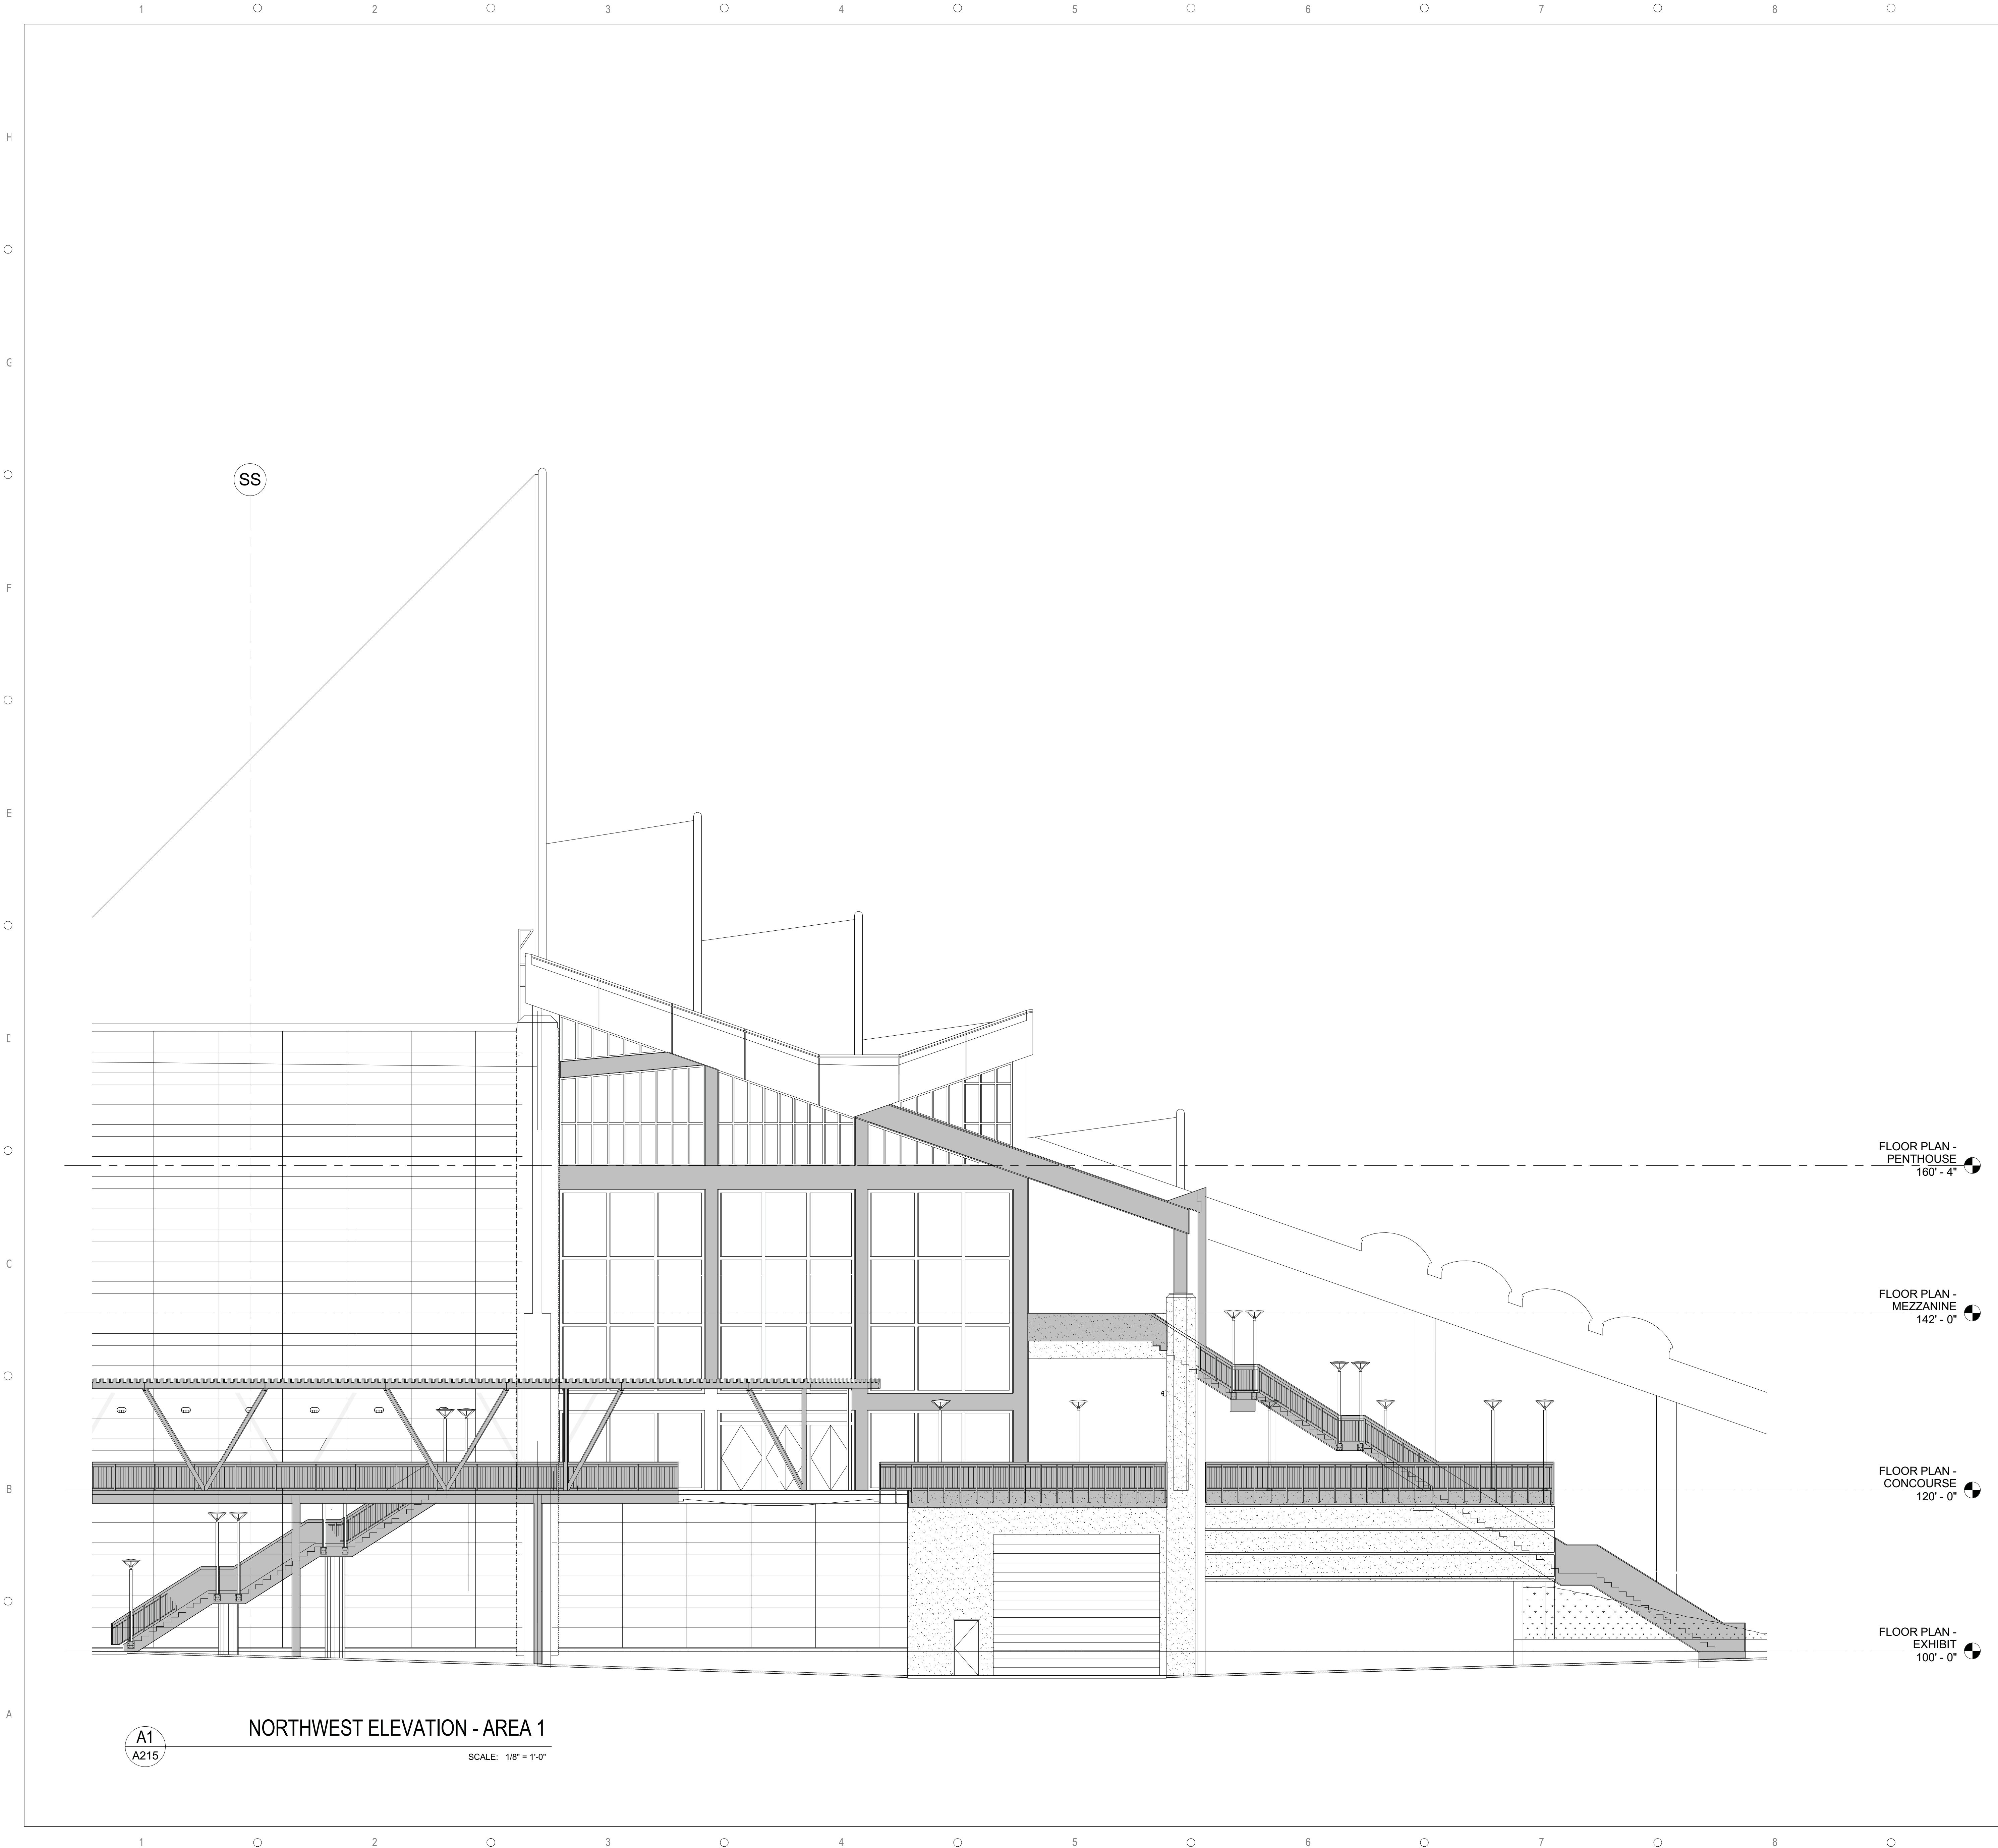 1 2 3 4 5 6 7 8
H
G
F
E
D
C
B
A
SS
FLOOR PLAN -
PENTHOUSE
160' - 4"
FLOOR PLAN -
MEZZANINE
142' - 0"
FLOOR PLAN -
CONCOURSE
120' - 0"
FLOOR PLAN -
EXHIBIT
100' - 0"
A1
A215
NORTHWEST ELEVATION - AREA 1
SCALE: 1/8" = 1'-0"
1 2 3 4 5 6 7 8